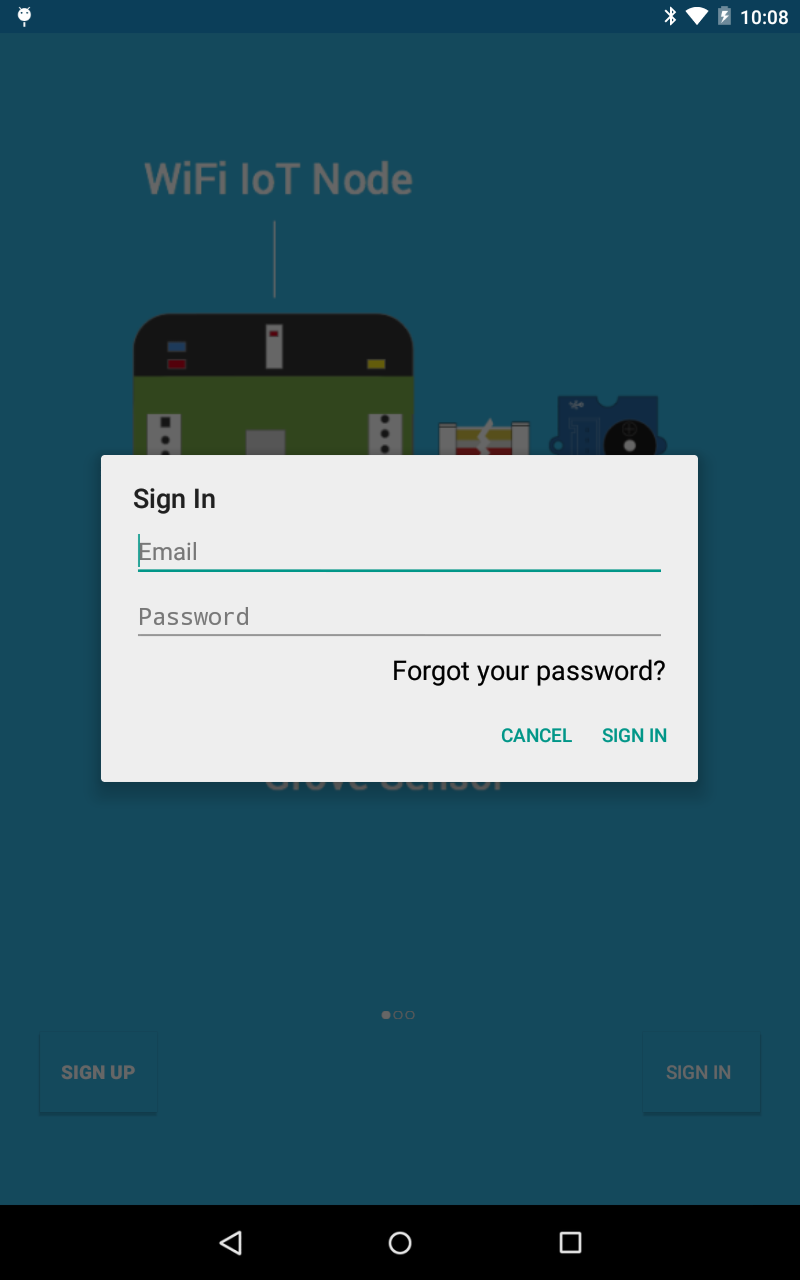 10:08
WiFi IoT Node
Sign In
Email
Password
Forgot your password?
CANCEL SIGN IN
Grove Sensor
SIGN UP SIGN IN